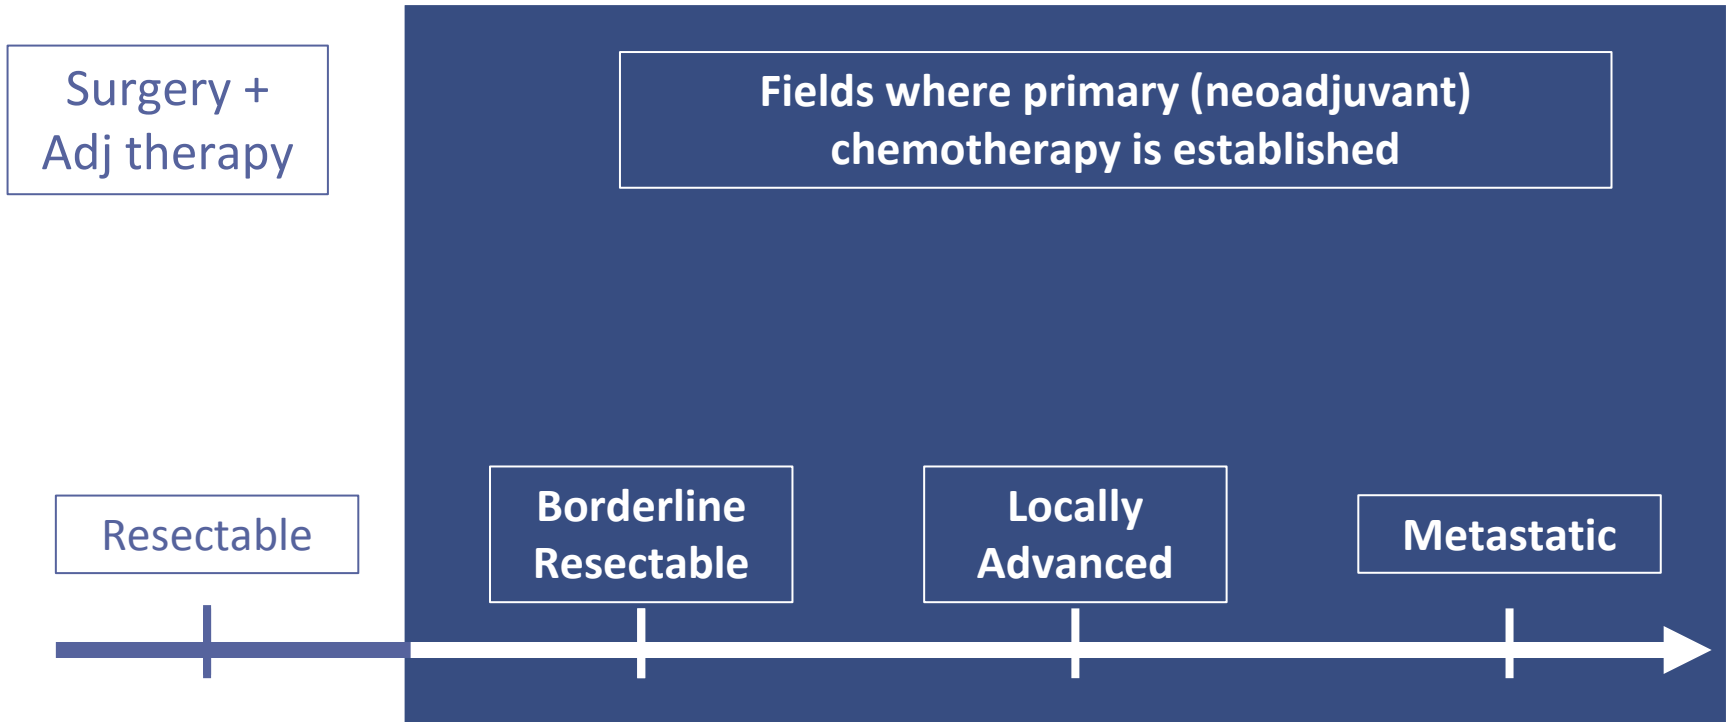 Surgery +
Adj therapy
Fields where primary (neoadjuvant)
chemotherapy is established
Resectable
Borderline
Resectable
Locally
Advanced
Metastatic